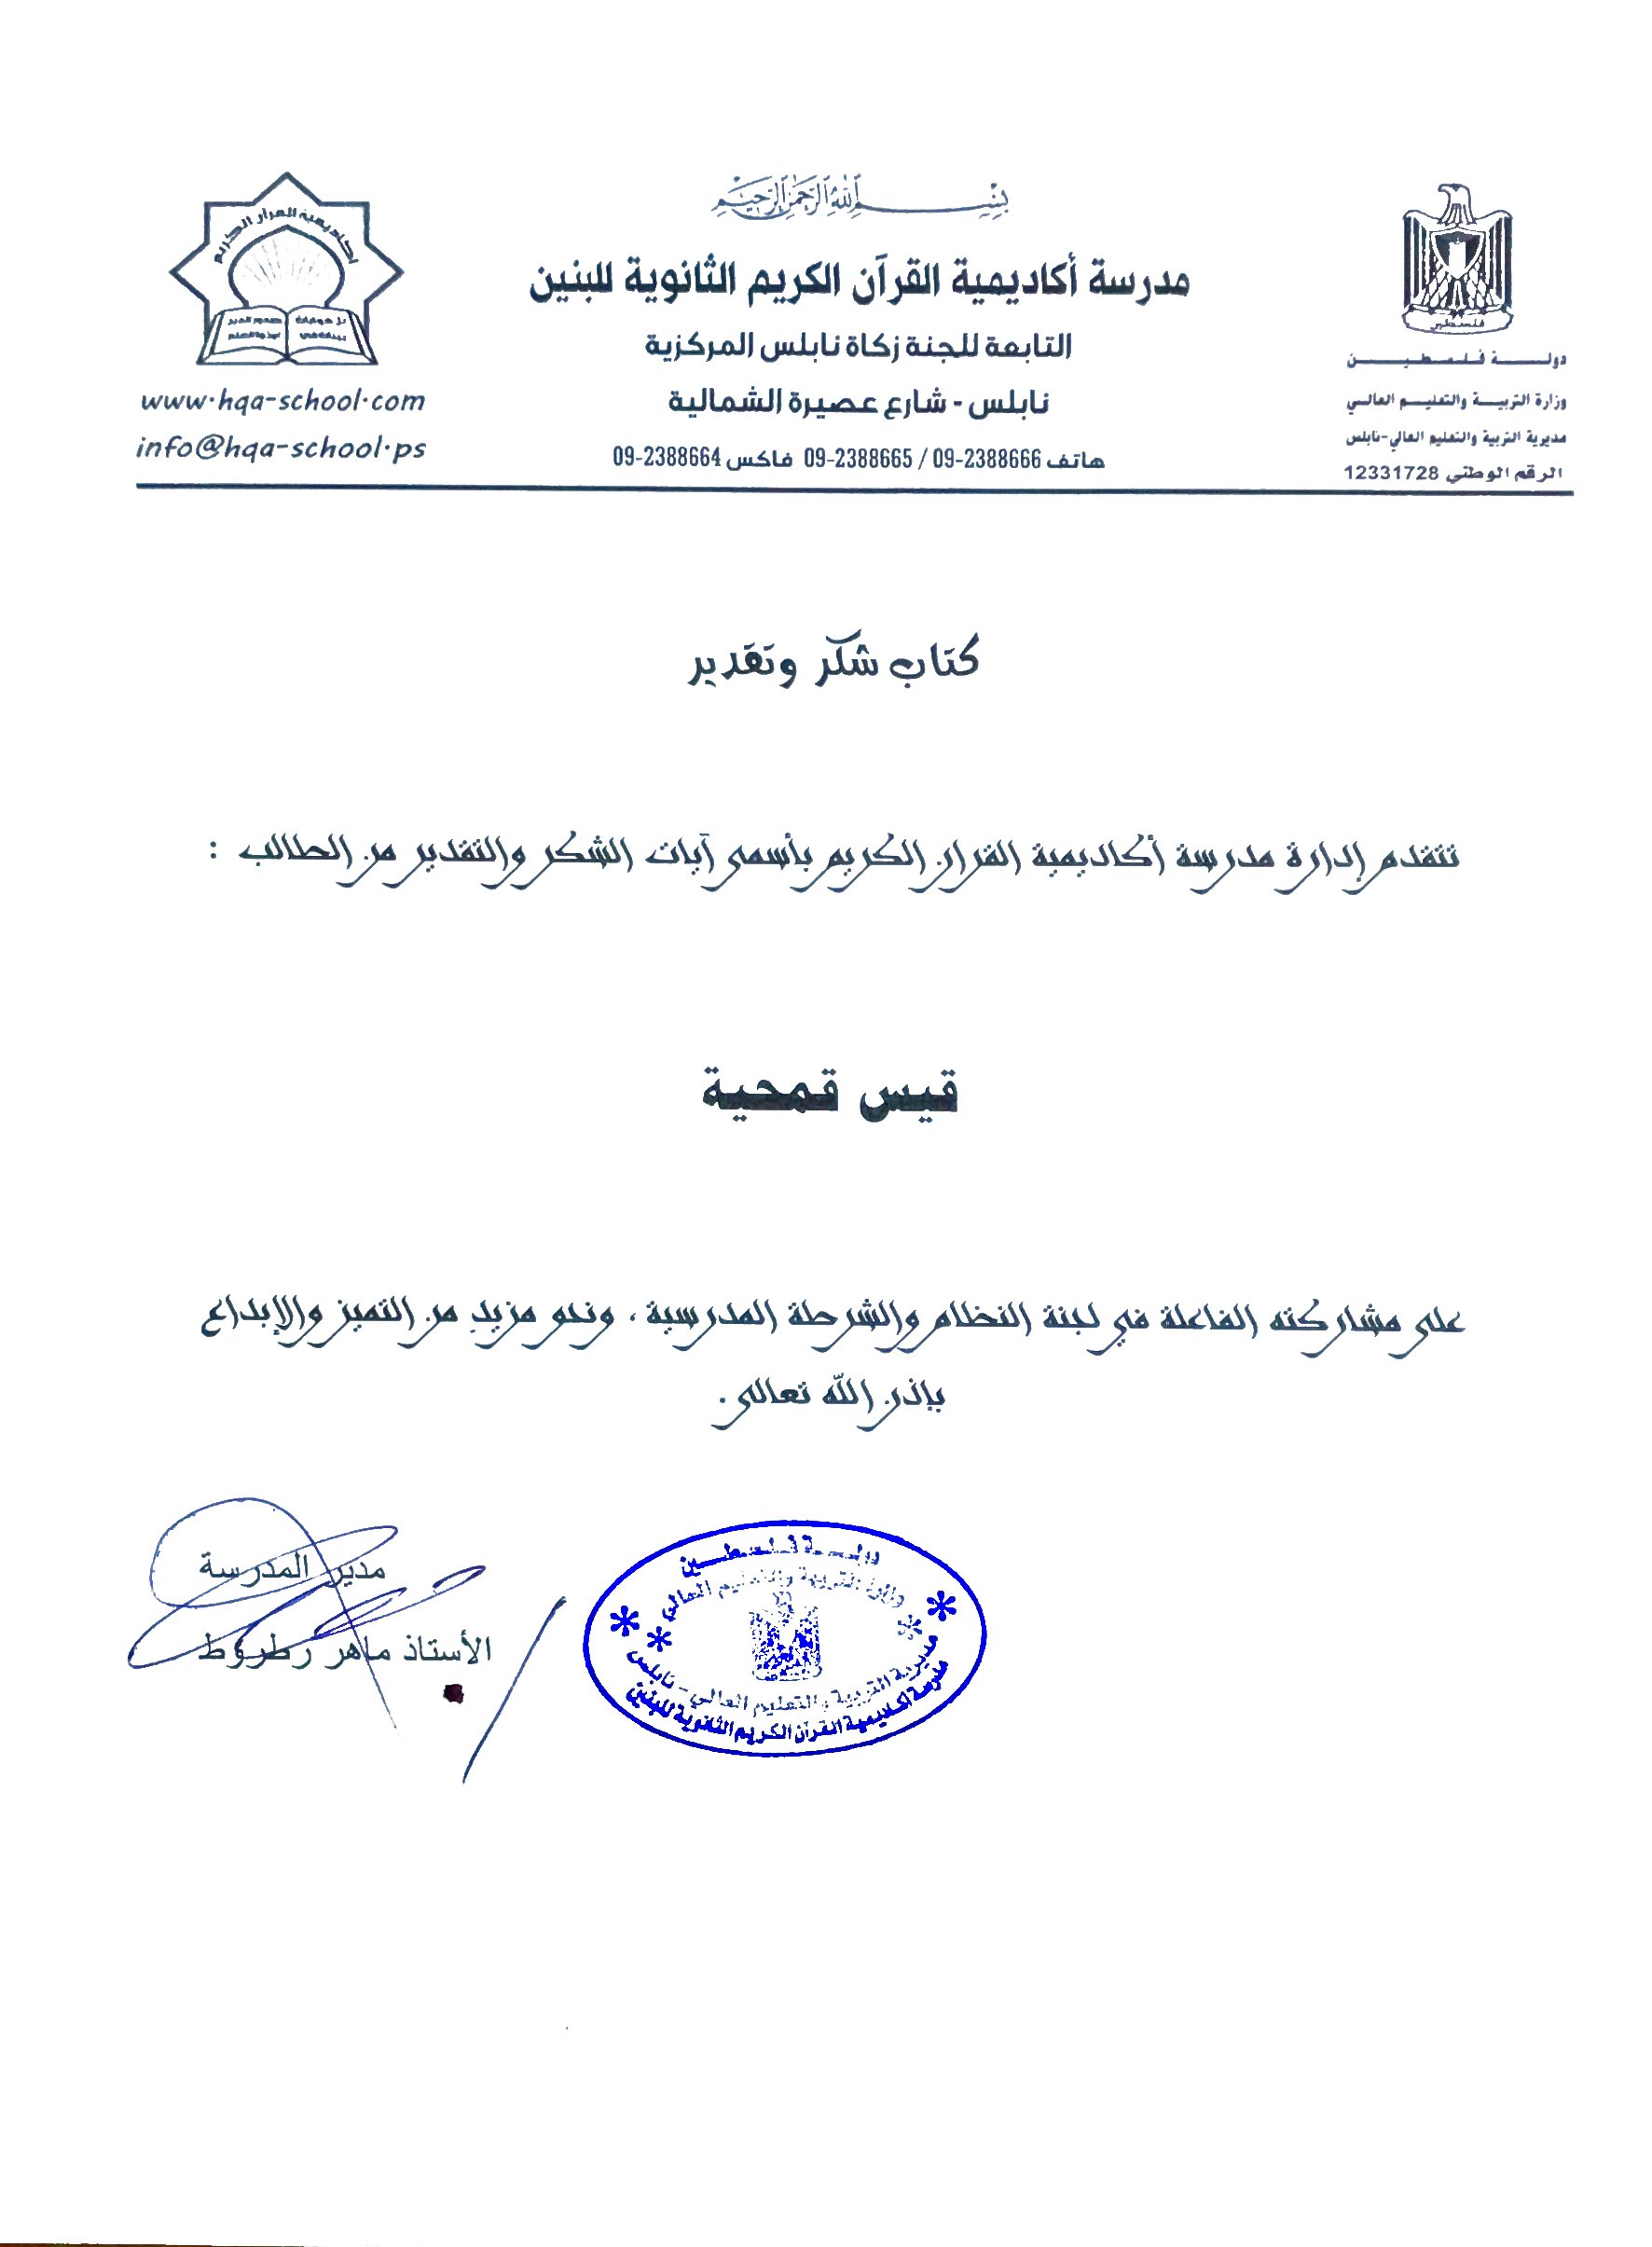 بسم الله الرحمن الرحيم
مدرسة أكاديمية القرآن الكريم الثانوية للبنين
التابعة للجنة زكاة نابلس المركزية
نابلس - شارع عصيرة الشمالية
هاتف 09-2388666 / 09-2388665 فاكس 09-2388664
فلسطين
دولة فلسطين
وزارة التربية والتعليم العالي
مديرية التربية والتعليم العالي-نابلس
الرقم الوطني 12331728
أكاديمية القرآن الكريم
www.hqa-school.com
info@hqa-school.ps
كتاب شكر وتقدير
تتقدم إدارة مدرسة أكاديمية القران الكريم بأسمى آيات الشكر والتقدير من الطالب :
قيس قمحية
على مشاركته الفاعلة في لجنة النظام والشرطة المدرسية ، ونحو مزيدِ من التميز والإبداع
بإذن الله تعالى .
مدير المدرسة
الأستاذ ماهر رطروط
دولة فلسطين
وزارة التربية والتعليم العالي
مديرية التربية والتعليم العالي - نابلس
مدرسة أكاديمية القرآن الكريم الثانوية للبنين